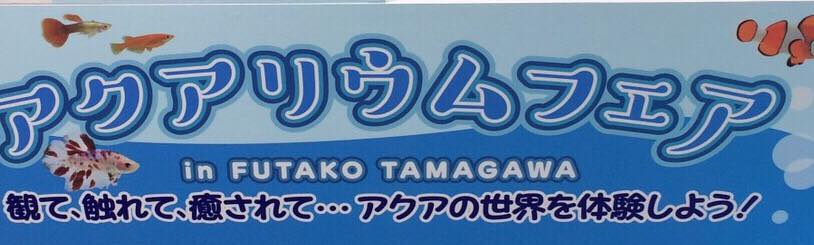 アクアリウムフェア
in FUTAKO TAMAGAWA
観て、触れて、癒されて… アクアの世界を体験しよう!